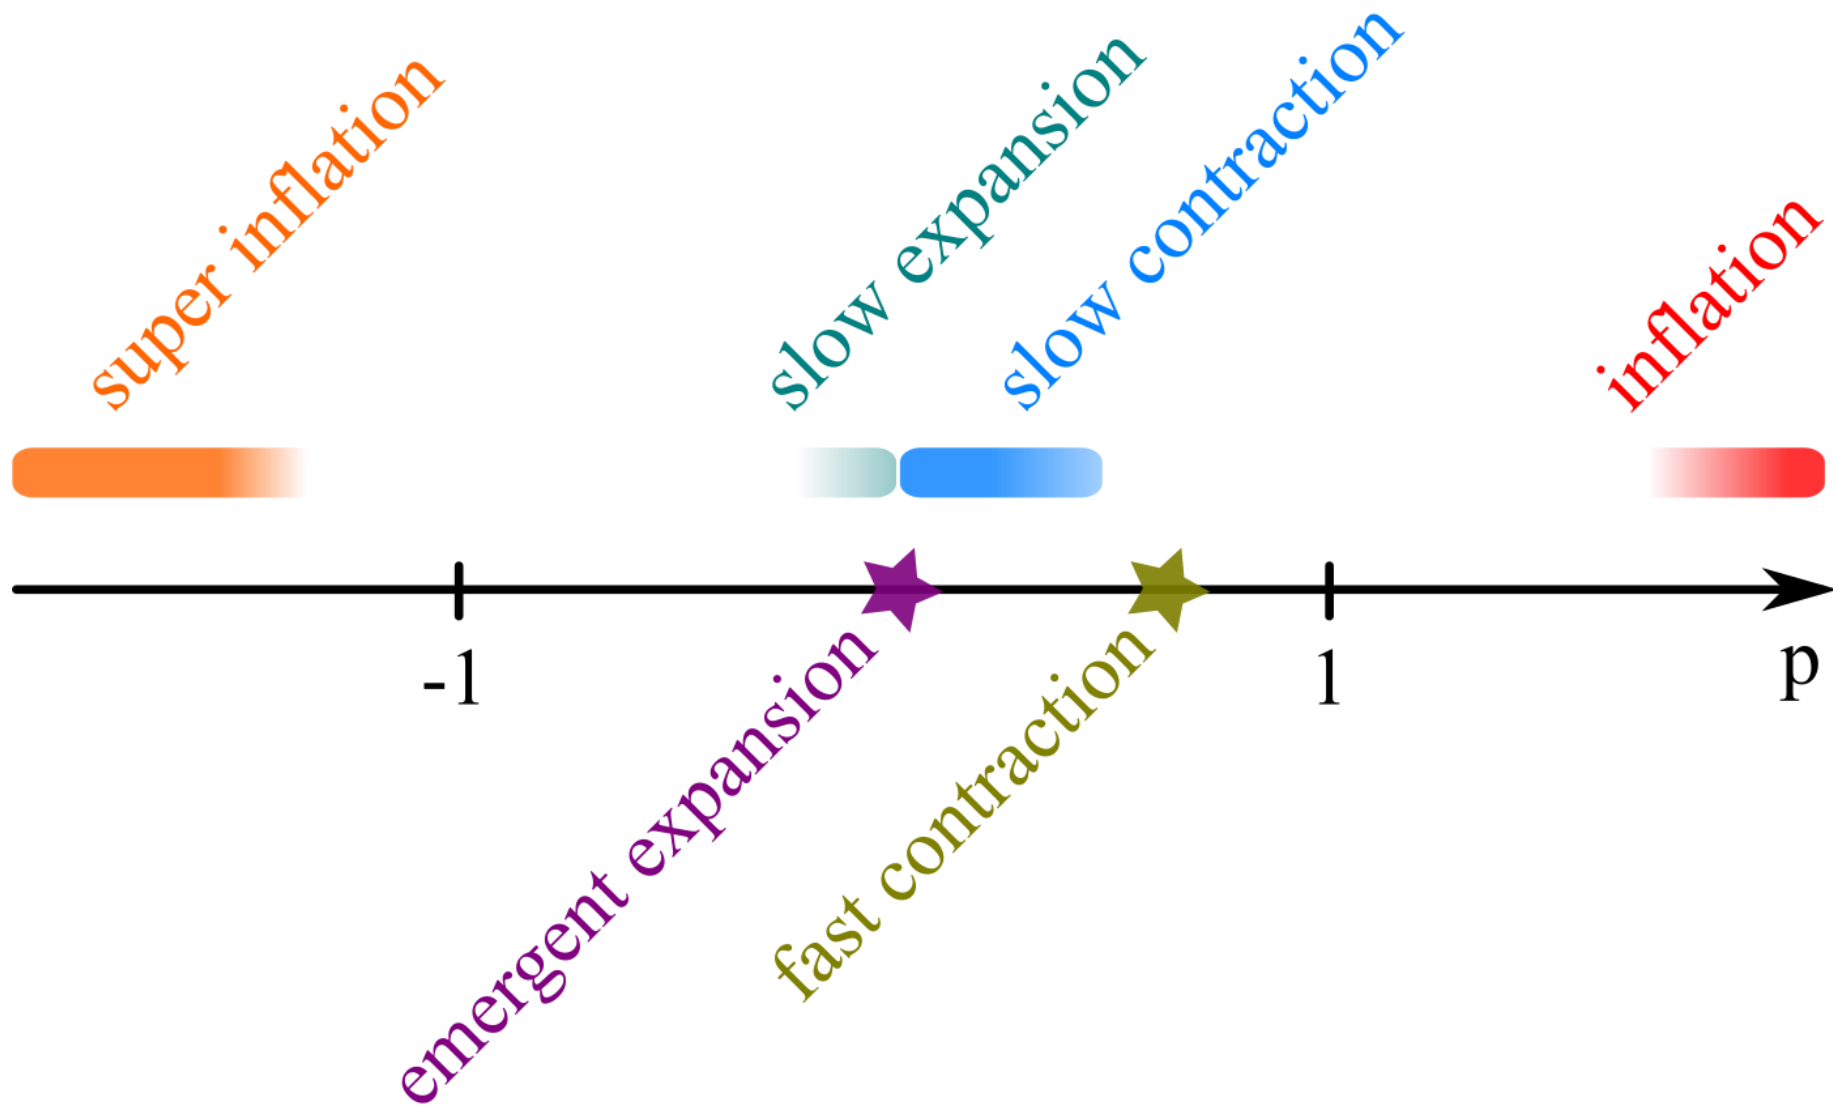 super inflation
slow expansion
slow contraction
inflation
-1
1
p
emergent expansion
fast contraction